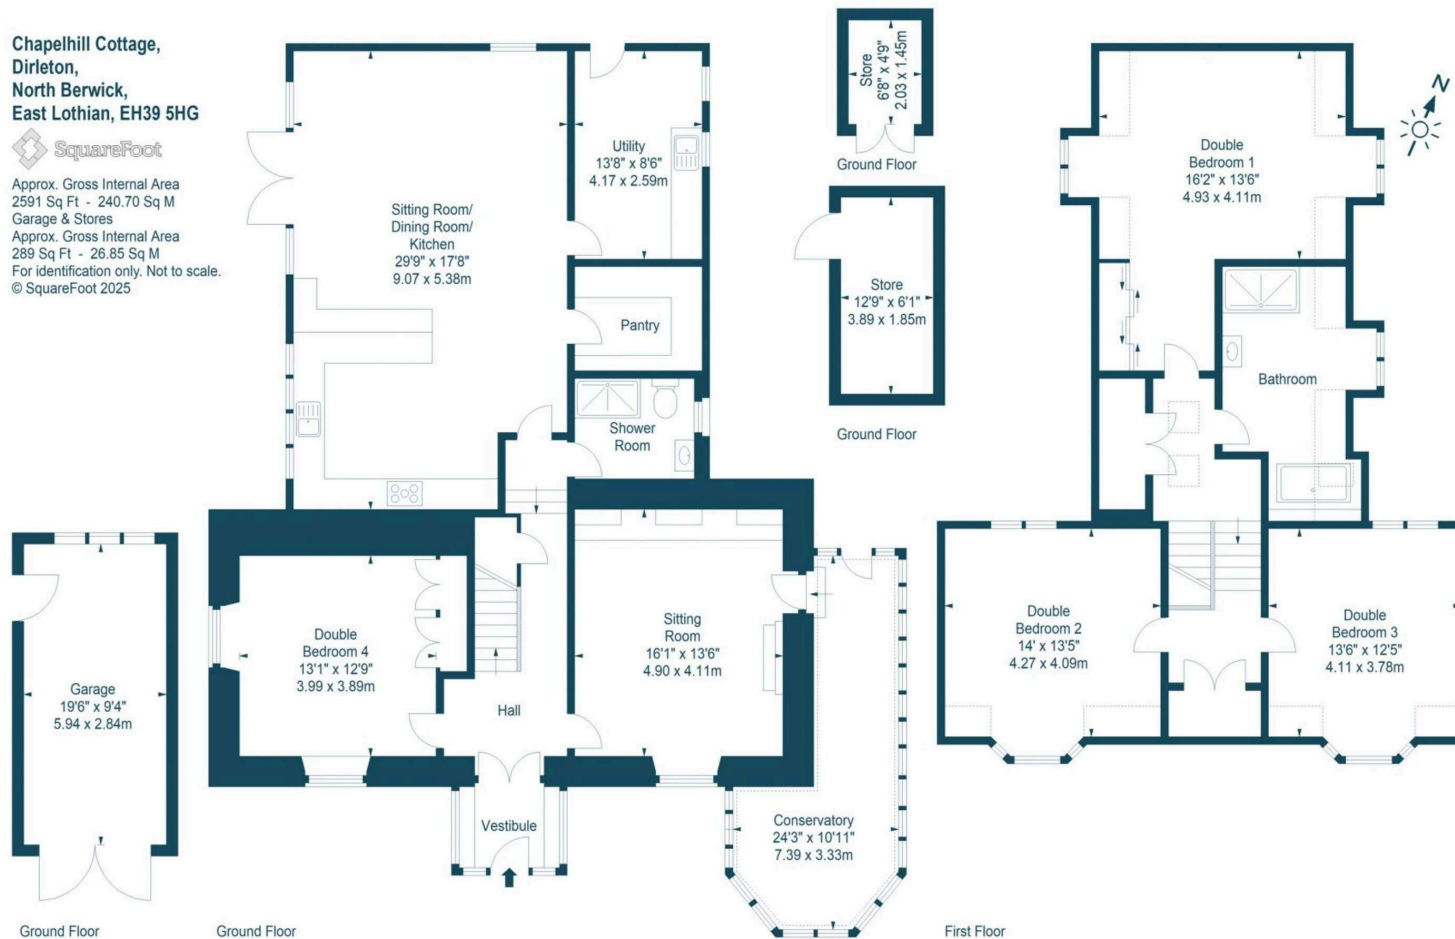 Chapelhill Cottage,
Dirleton,
North Berwick,
East Lothian, EH39 5HG
SquareFoot
Approx. Gross Internal Area
2591 Sq Ft - 240.70 Sq M
Garage & Stores
Approx. Gross Internal Area
289 Sq Ft - 26.85 Sq M
For identification only. Not to scale.
© SquareFoot 2025
Sitting Room/
Dining Room/
Kitchen
29'9" x 17'8"
9.07 x 5.38m
Utility
13'8" x 8'6"
4.17 x 2.59m
Pantry
Shower
Room
Double
Bedroom 4
13'1" x 12'9"
3.99 x 3.89m
Hall
Sitting
Room
16'1" x 13'6"
4.90 x 4.11m
Vestibule
Conservatory
24'3" x 10'11"
7.39 x 3.33m
Garage
19'6" x 9'4"
5.94 x 2.84m
Ground Floor
Ground Floor
Store
6'8" x 4'9"
2.03 x 1.45m
Ground Floor
Store
12'9" x 6'1"
3.89 x 1.85m
Ground Floor
N
Double
Bedroom 1
16'2" x 13'6"
4.93 x 4.11m
Bathroom
Double
Bedroom 2
14' x 13'5"
4.27 x 4.09m
Double
Bedroom 3
13'6" x 12'5"
4.11 x 3.78m
First Floor